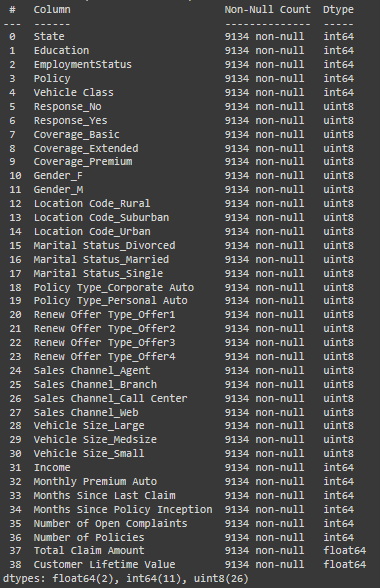 #   Column                         Non-Null Count  Dtype
---  ------                         --------------  -----
0   State                          9134 non-null   int64
1   Education                      9134 non-null   int64
2   EmploymentStatus               9134 non-null   int64
3   Policy                         9134 non-null   int64
4   Vehicle Class                  9134 non-null   int64
5   Response_No                    9134 non-null   uint8
6   Response_Yes                   9134 non-null   uint8
7   Coverage_Basic                 9134 non-null   uint8
8   Coverage_Extended              9134 non-null   uint8
9   Coverage_Premium               9134 non-null   uint8
10  Gender_F                       9134 non-null   uint8
11  Gender_M                       9134 non-null   uint8
12  Location Code_Rural            9134 non-null   uint8
13  Location Code_Suburban         9134 non-null   uint8
14  Location Code_Urban            9134 non-null   uint8
15  Marital Status_Divorced        9134 non-null   uint8
16  Marital Status_Married         9134 non-null   uint8
17  Marital Status_Single          9134 non-null   uint8
18  Policy Type_Corporate Auto     9134 non-null   uint8
19  Policy Type_Personal Auto      9134 non-null   uint8
20  Renew Offer Type_Offer1        9134 non-null   uint8
21  Renew Offer Type_Offer2        9134 non-null   uint8
22  Renew Offer Type_Offer3        9134 non-null   uint8
23  Renew Offer Type_Offer4        9134 non-null   uint8
24  Sales Channel_Agent            9134 non-null   uint8
25  Sales Channel_Branch           9134 non-null   uint8
26  Sales Channel_Call Center      9134 non-null   uint8
27  Sales Channel_Web              9134 non-null   uint8
28  Vehicle Size_Large             9134 non-null   uint8
29  Vehicle Size_Medsize           9134 non-null   uint8
30  Vehicle Size_Small             9134 non-null   uint8
31  Income                         9134 non-null   int64
32  Monthly Premium Auto           9134 non-null   int64
33  Months Since Last Claim        9134 non-null   int64
34  Months Since Policy Inception  9134 non-null   int64
35  Number of Open Complaints      9134 non-null   int64
36  Number of Policies             9134 non-null   int64
37  Total Claim Amount             9134 non-null   float64
38  Customer Lifetime Value        9134 non-null   float64
dtypes: float64(2), int64(11), uint8(26)